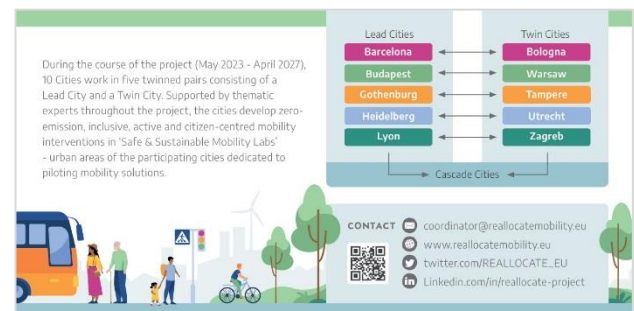 During the course of the project (May 2023 - April 2027),
10 Cities work in five twinned pairs consisting of a
Lead City and a Twin City. Supported by thematic
experts throughout the project, the cities develop zero-
emission, inclusive, active and citizen-centred mobility
interventions in ‘Safe & Sustainable Mobility Labs’
- urban areas of the participating cities dedicated to
piloting mobility solutions.
Lead Cities Twin Cities
Barcelona Bologna
Budapest Warsaw
Gothenburg Tampere
Heidelberg Utrecht
Lyon Zagreb
Cascade Cities
CONTACT coordinator@reallocatemobility.eu
www.reallocatemobility.eu
twitter.com/REALLOCATE_EU
Linkedin.com/in/reallocate-project